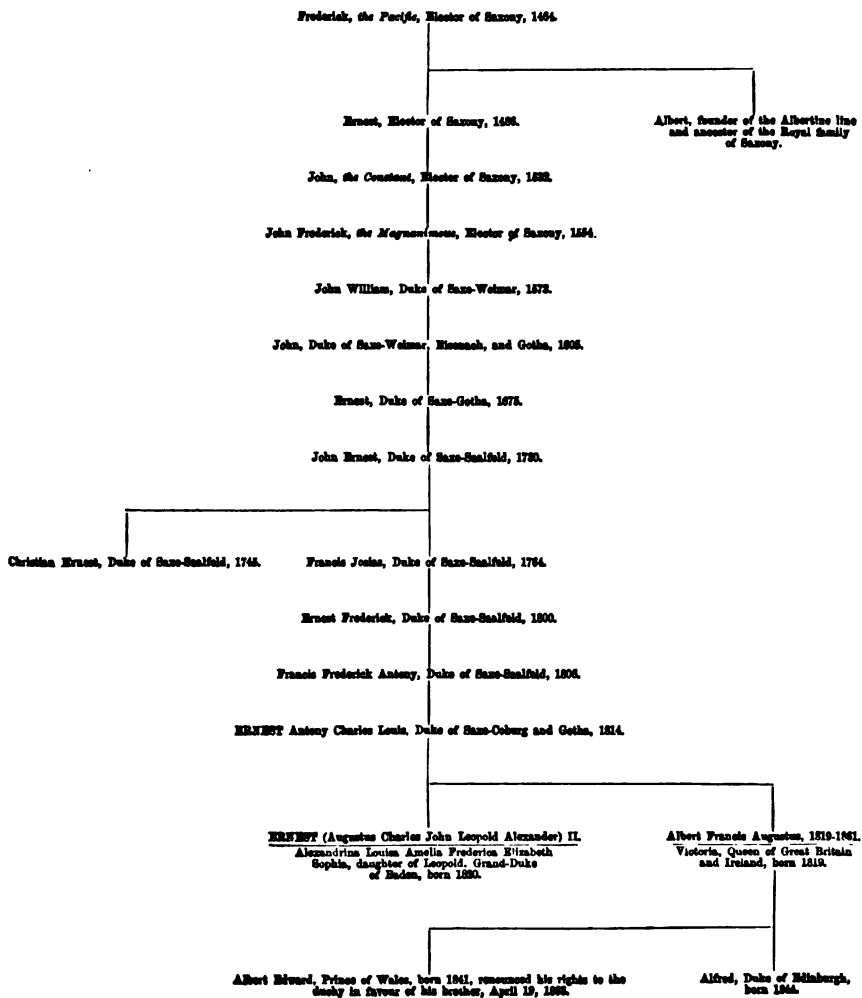 Frederick, the Pacific, Elector of Saxony, 1464.
Ernest, Elector of Saxony, 1486.
Albert, founder of the Albertine line
and ancestor of the Royal family
of Saxony.
John, the Constant, Elector of Saxony, 1532.
John Frederick, the Magnanimous, Elector of Saxony, 1554.
John William, Duke of Saxe-Weimar, 1573.
John, Duke of Saxe-Weimar, Eisenach, and Gotha, 1605.
Ernest, Duke of Saxe-Gotha, 1675.
John Ernest, Duke of Saxe-Saalfeld, 1730.
Christian Ernest, Duke of Saxe-Saalfeld, 1745.
Francis Josias, Duke of Saxe-Saalfeld, 1764.
Ernest Frederick, Duke of Saxe-Saalfeld, 1800.
Francis Frederick Antony, Duke of Saxe-Saalfeld, 1806.
ERNEST Antony Charles Louis, Duke of Saxe-Coburg and Gotha, 1814.
ERNEST (Augustus Charles John Leopold Alexander) II.
Alexandrina Louisa Amelia Frederica Elizabeth
Sophia, daughter of Leopold, Grand-Duke
of Baden, born 1820.
Albert Francis Augustus, 1819-1861.
Victoria, Queen of Great Britain
and Ireland, born 1819.
Albert Edward, Prince of Wales, born 1841, renounced his rights to the
duchy in favour of his brother, April 19, 1863.
Alfred, Duke of Edinburgh,
born 1844.